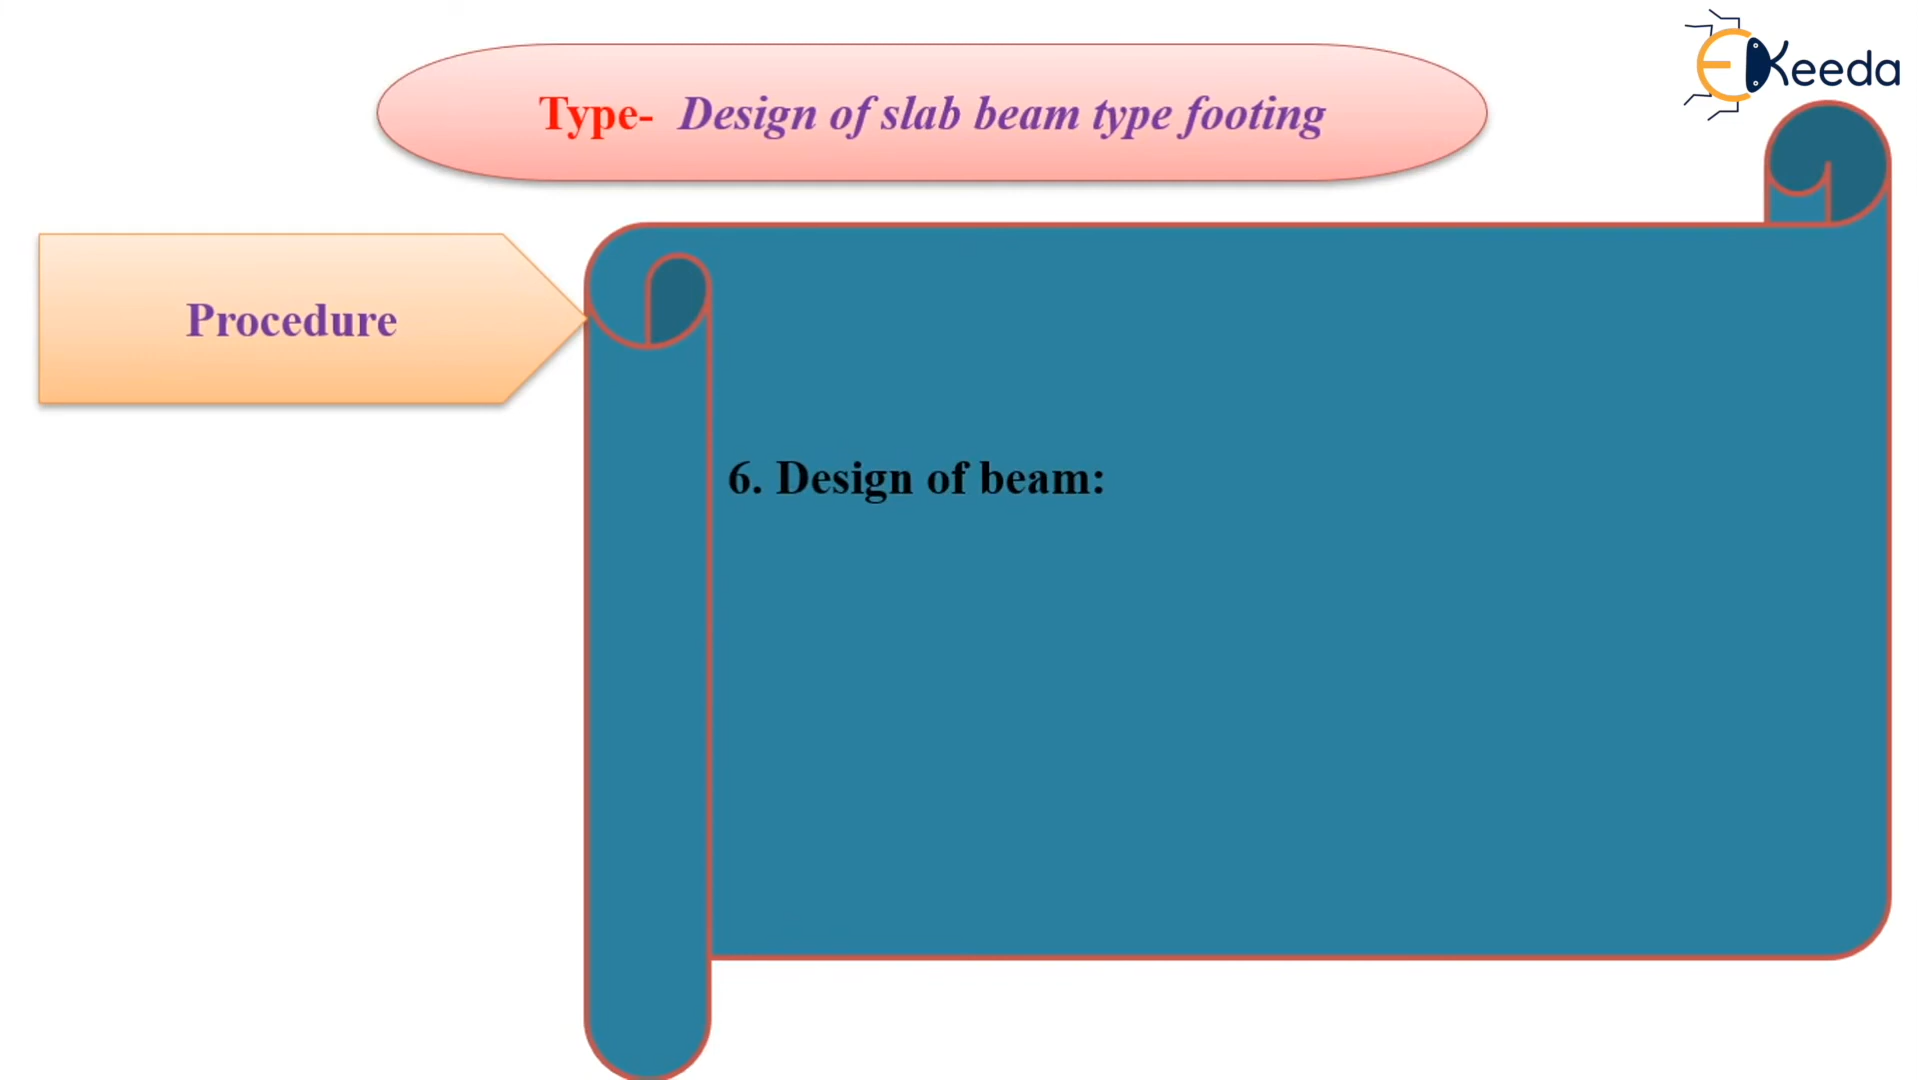 EKeeda
Type- Design of slab beam type footing
Procedure
6. Design of beam: